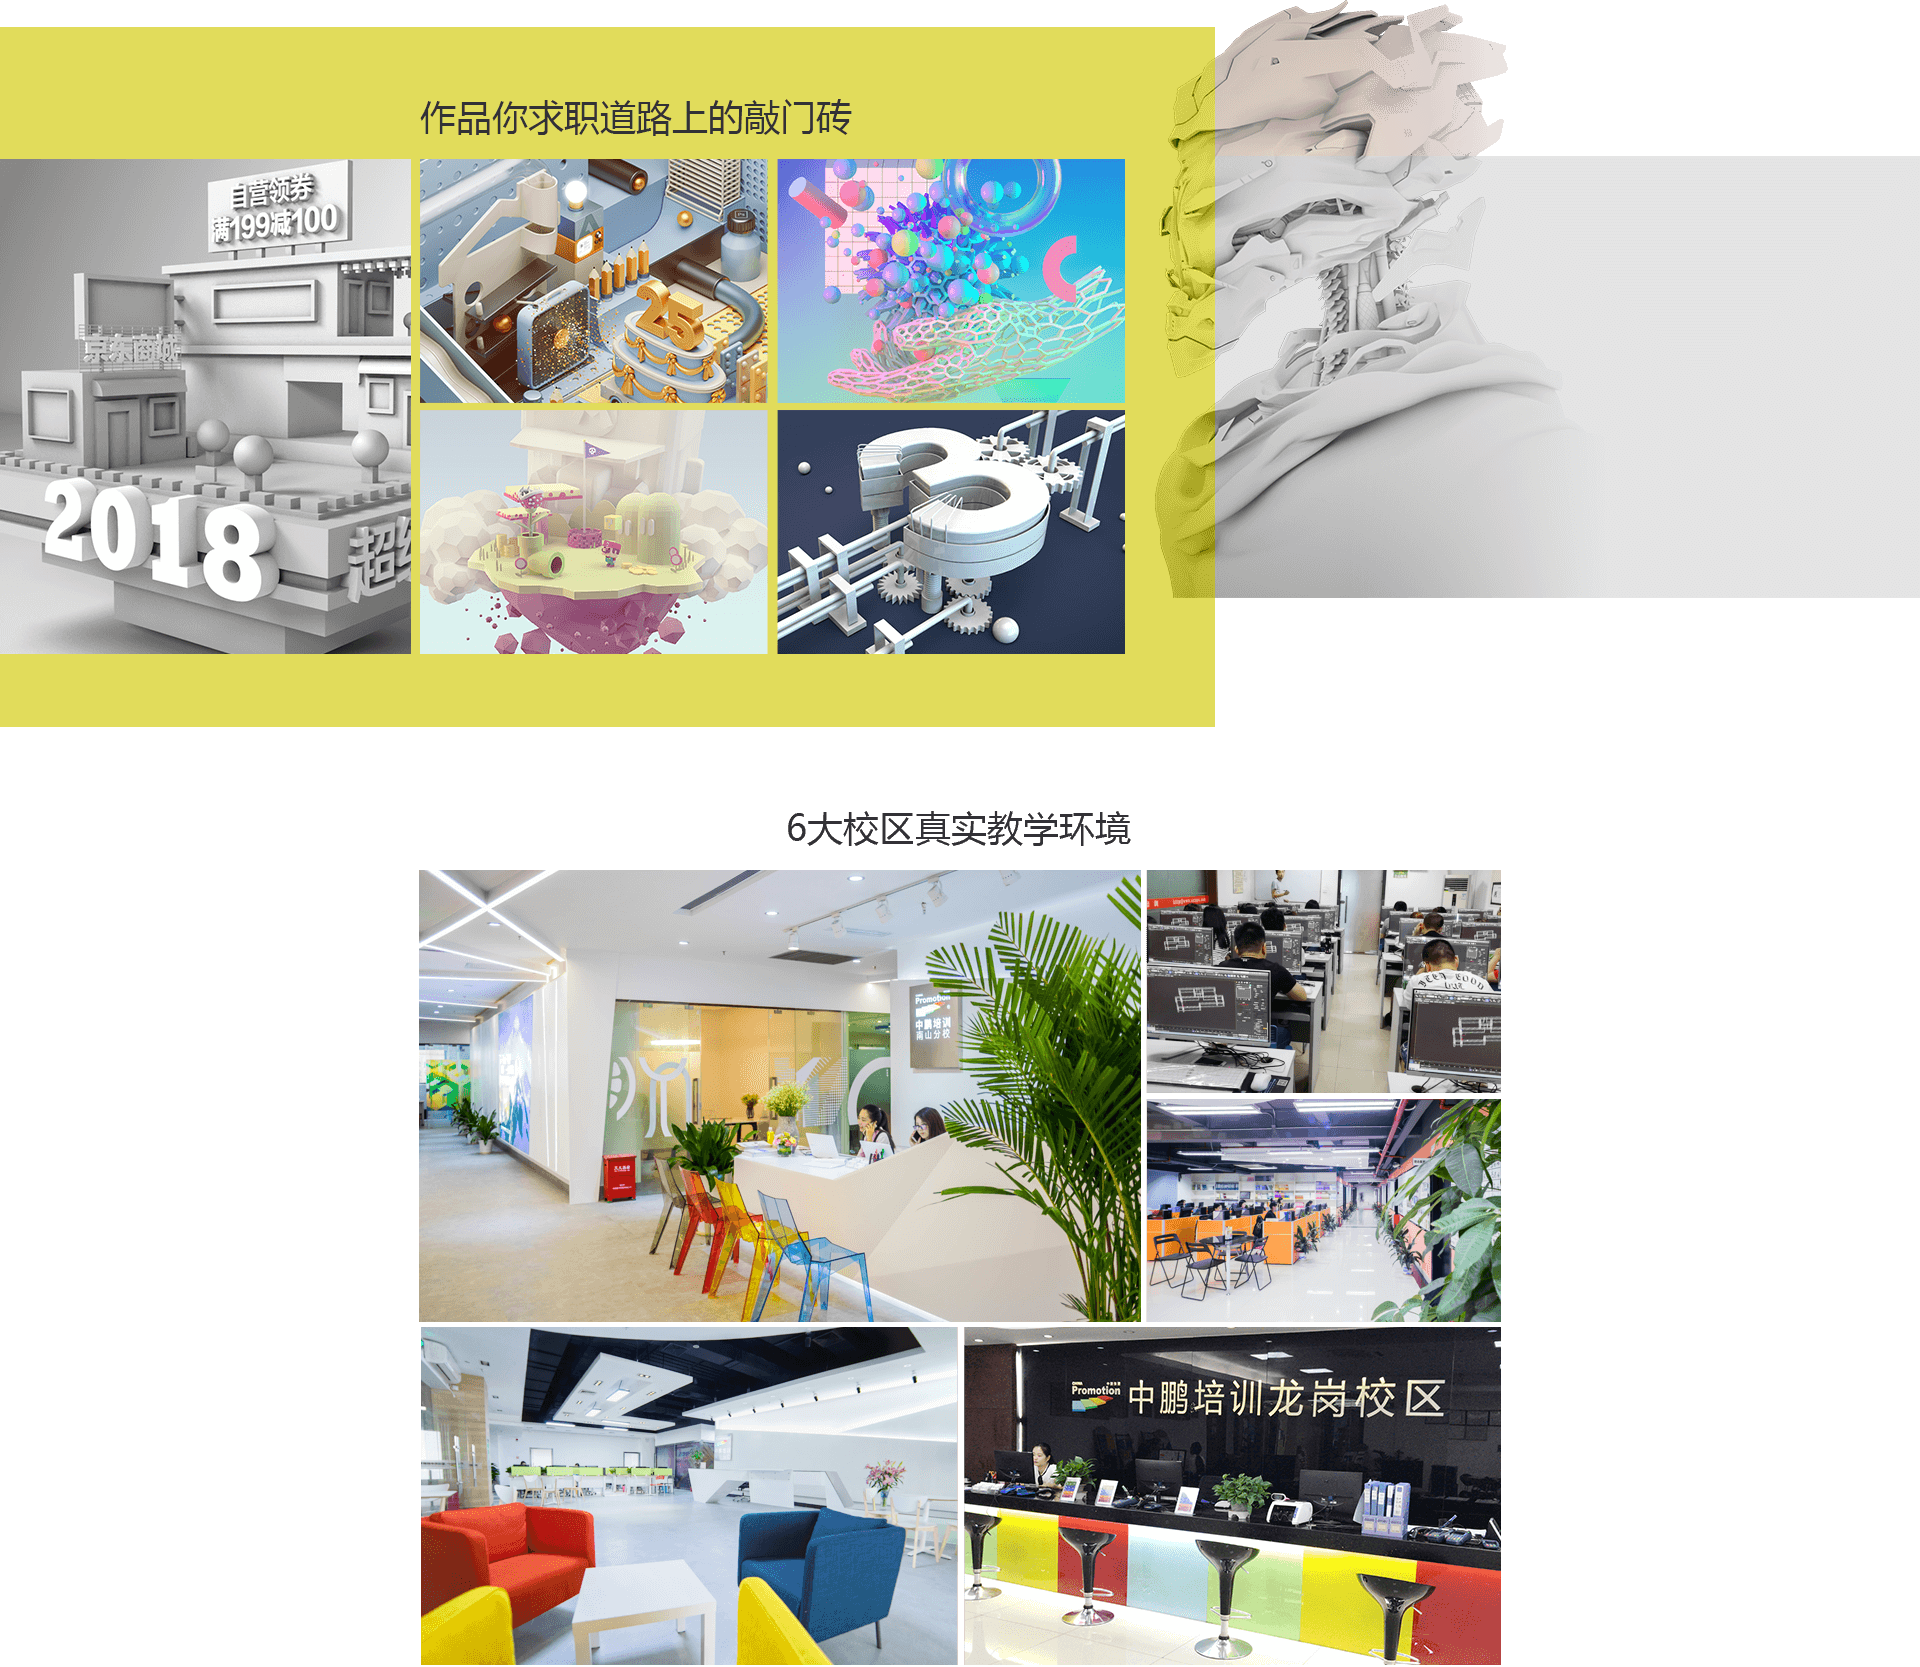 作品你求职道路上的敲门砖
自营领券
满199减100
京东商城
2018
25
6大校区真实教学环境
Promotion
中鹏培训
南山分校
Promotion
中鹏培训龙岗校区